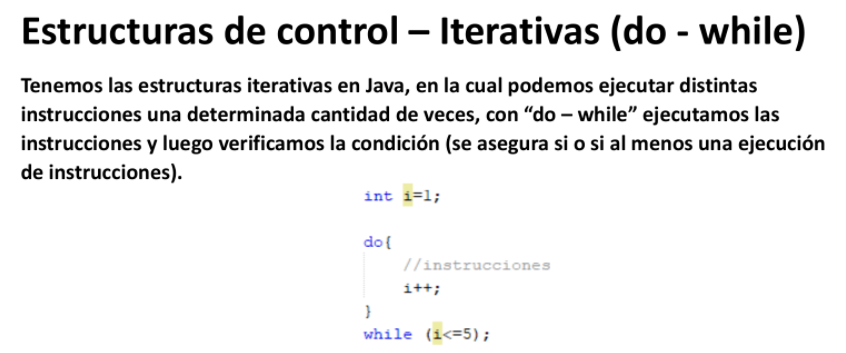 Estructuras de control – Iterativas (do - while)
Tenemos las estructuras iterativas en Java, en la cual podemos ejecutar distintas
instrucciones una determinada cantidad de veces, con “do – while” ejecutamos las
instrucciones y luego verificamos la condición (se asegura si o si al menos una ejecución
de instrucciones).
int i=1;
do{
//instrucciones
i++;
}
while (i<=5);